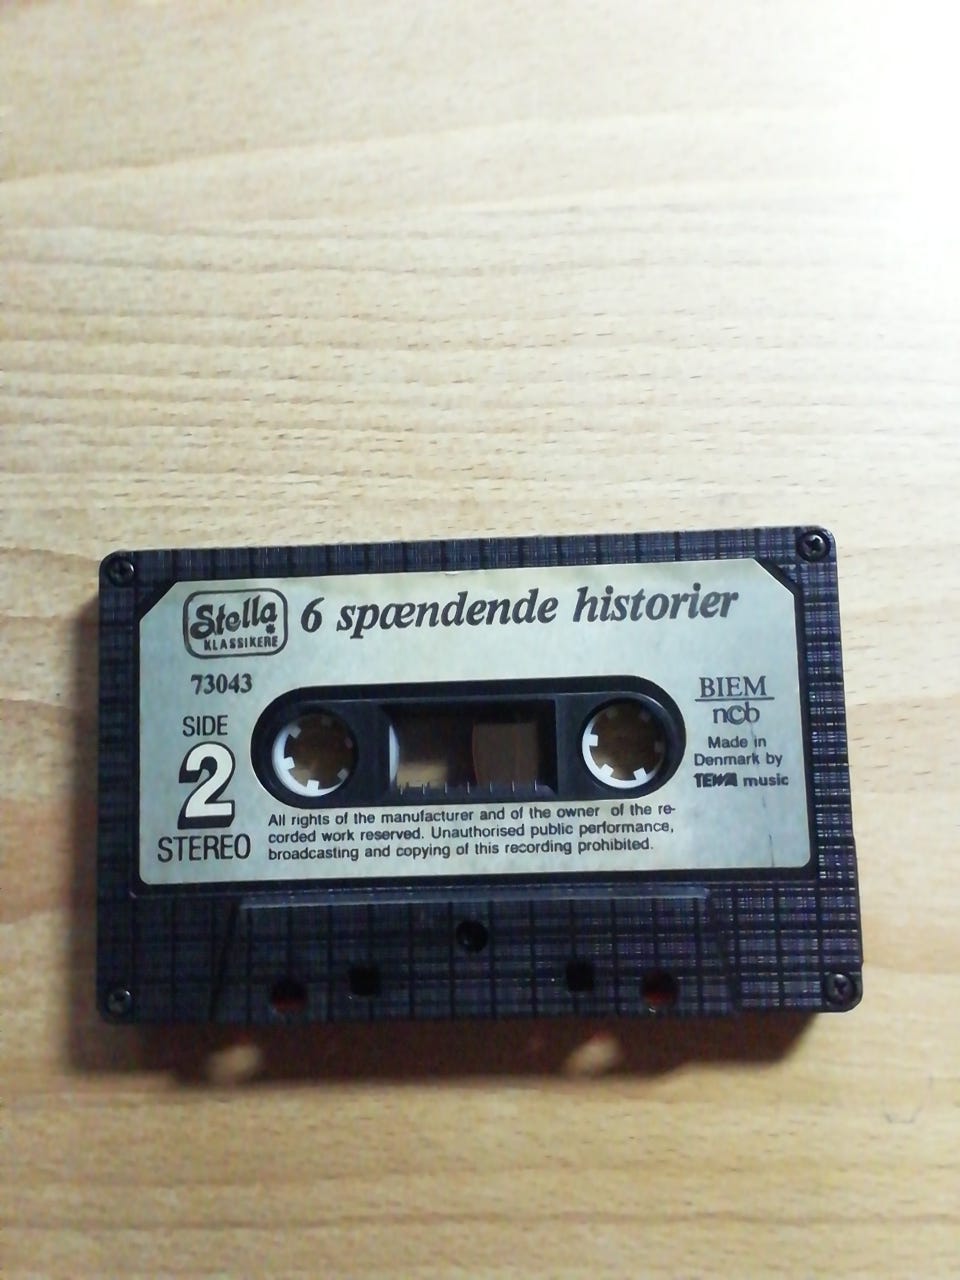 Stella
KLASSIKERE
6 spændende historier
73043
SIDE
2
STEREO
BIEM
ncb
Made in
Denmark by
TEWA music
All rights of the manufacturer and of the owner of the re-
corded work reserved. Unauthorised public performance,
broadcasting and copying of this recording prohibited.